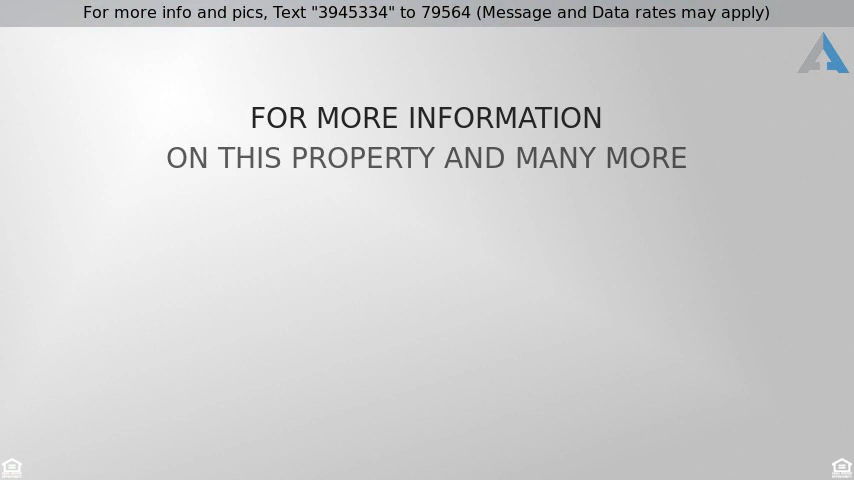 For more info and pics, Text "3945334" to 79564 (Message and Data rates may apply)
FOR MORE INFORMATION
ON THIS PROPERTY AND MANY MORE